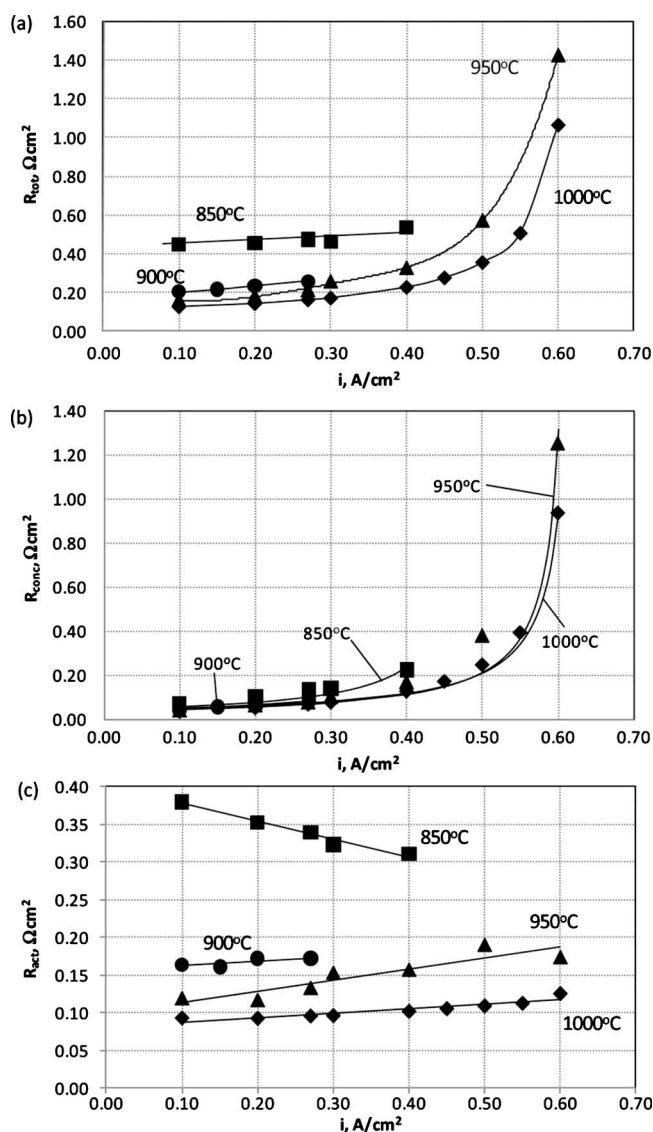 (a)
1.60
1.40
1.20
1.00
0.80
0.60
0.40
0.20
0.00
R_tot, Ωcm²
950°C
1000°C
850°C
900°C
0.00 0.10 0.20 0.30 0.40 0.50 0.60 0.70
i, A/cm²
(b)
1.40
1.20
1.00
0.80
0.60
0.40
0.20
0.00
R_conc, Ωcm²
950°C
850°C
900°C
1000°C
0.00 0.10 0.20 0.30 0.40 0.50 0.60 0.70
i, A/cm²
(c)
0.40
0.35
0.30
0.25
0.20
0.15
0.10
0.05
0.00
R_act, Ωcm²
850°C
900°C
950°C
1000°C
0.00 0.10 0.20 0.30 0.40 0.50 0.60 0.70
i, A/cm²